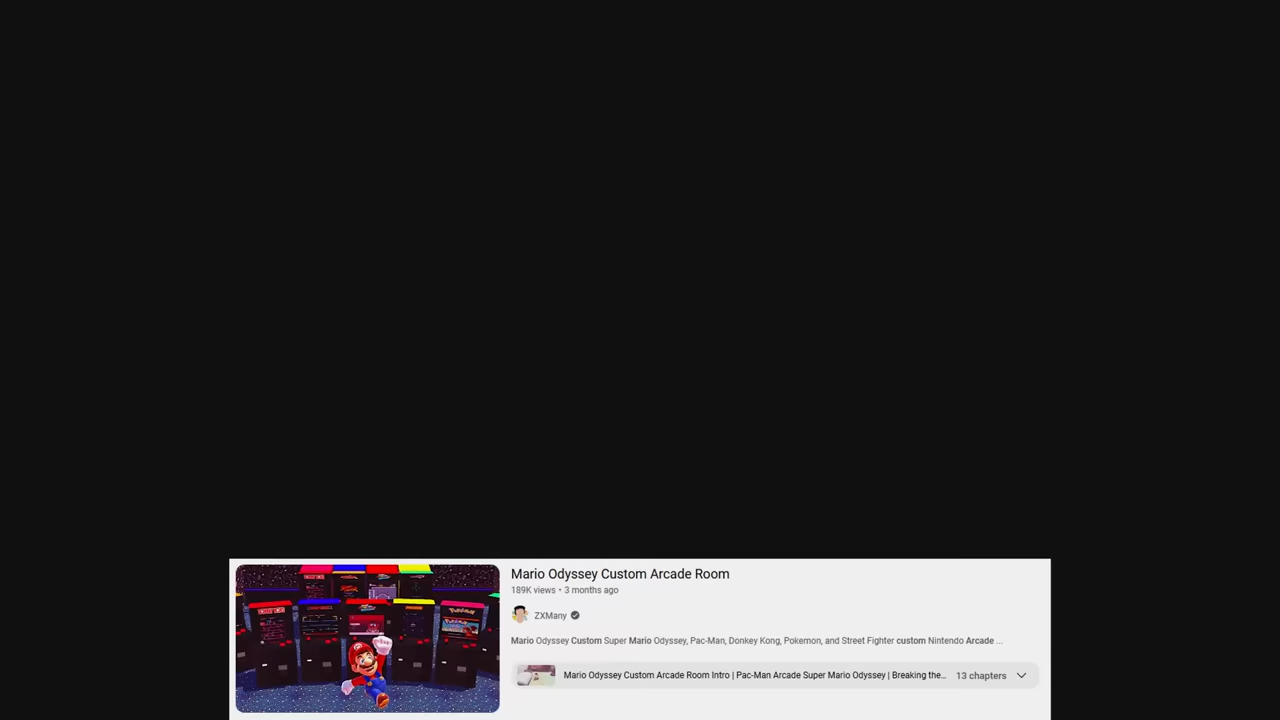 Mario Odyssey Custom Arcade Room
189K views • 3 months ago
ZXMany
Mario Odyssey Custom Super Mario Odyssey, Pac-Man, Donkey Kong, Pokemon, and Street Fighter custom Nintendo Arcade ...
Mario Odyssey Custom Arcade Room Intro | Pac-Man Arcade Super Mario Odyssey | Breaking the... 13 chapters